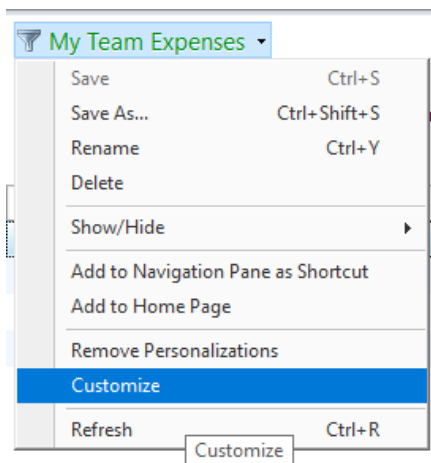 My Team Expenses
Save Ctrl+S
Save As... Ctrl+Shift+S
Rename Ctrl+Y
Delete
Show/Hide
Add to Navigation Pane as Shortcut
Add to Home Page
Remove Personalizations
Customize
Refresh Ctrl+R
Customize